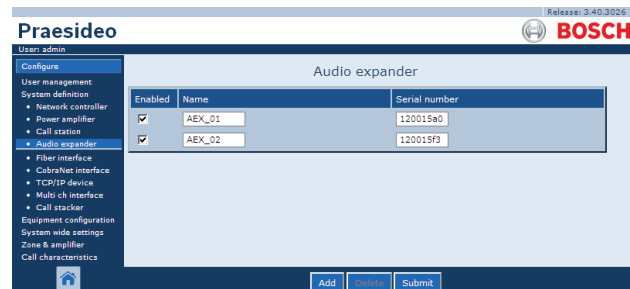 Release: 3.40.3026
Praesideo
BOSCH
User: admin
Configure
User management
System definition
• Network controller
• Power amplifier
• Call station
• Audio expander
• Fiber interface
• CobraNet interface
• TCP/IP device
• Multi ch interface
• Call stacker
Equipment configuration
System wide settings
Zone & amplifier
Call characteristics
Audio expander
Enabled Name Serial number
AEX_01 120015a0
AEX_02 120015f3
Add Delete Submit